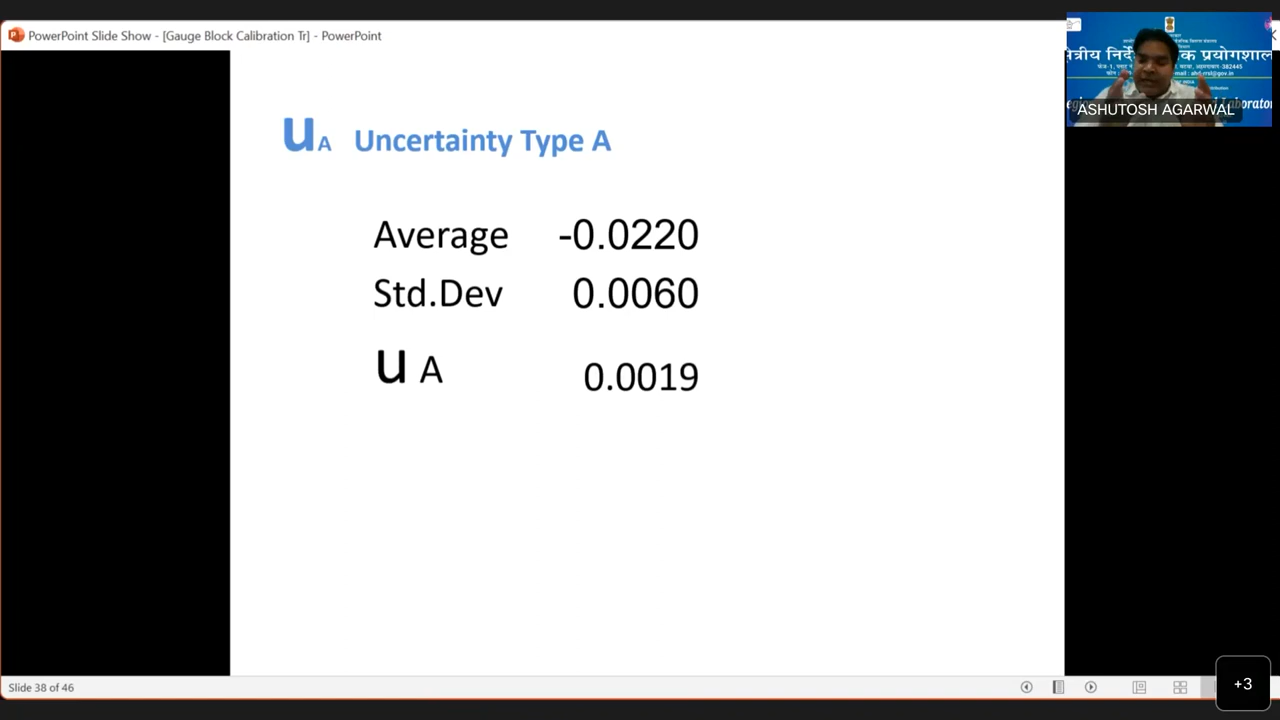 PowerPoint Slide Show - [Gauge Block Calibration Tr] - PowerPoint
uA Uncertainty Type A
Average -0.0220
Std.Dev 0.0060
u A 0.0019
ASHUTOSH AGARWAL
Slide 38 of 46
+3